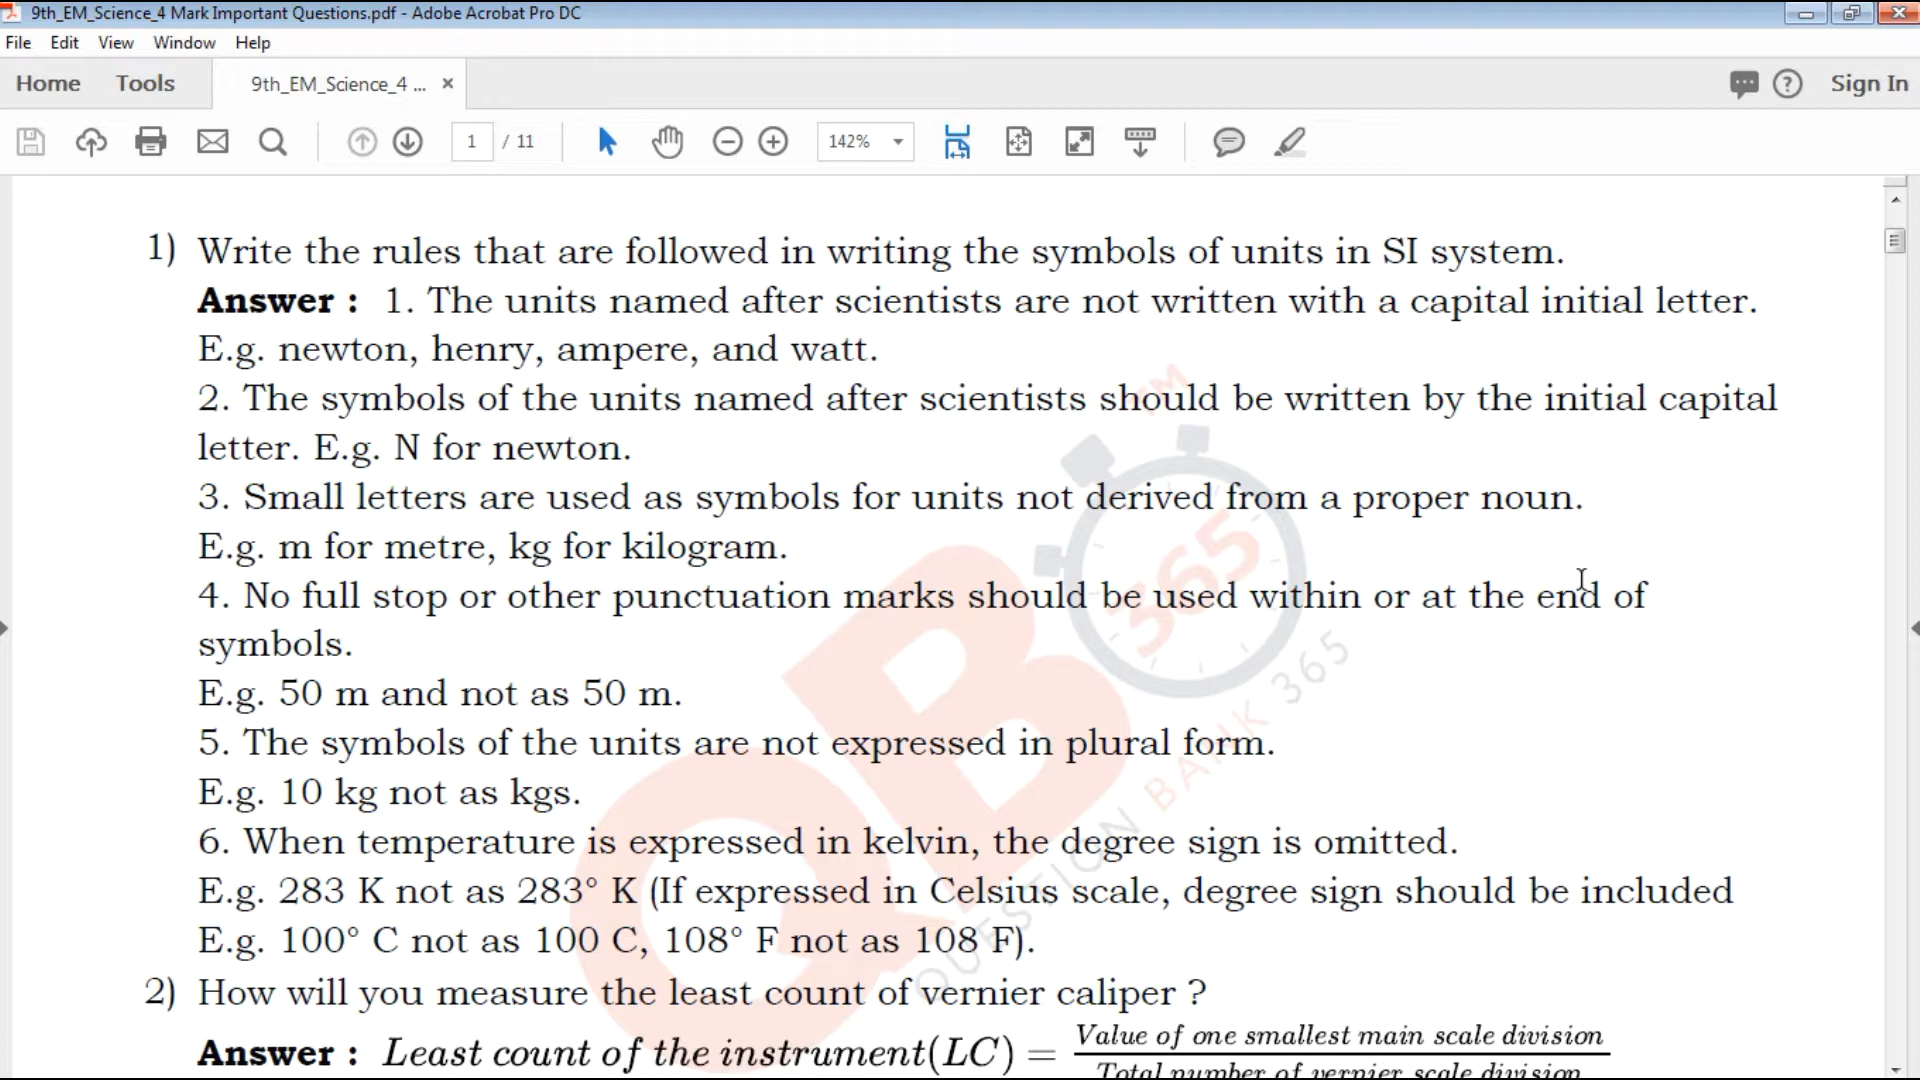 9th_EM_Science_4 Mark Important Questions.pdf - Adobe Acrobat Pro DC
File Edit View Window Help
Home Tools 9th_EM_Science_4 ... × Sign In
1 / 11 142%
1) Write the rules that are followed in writing the symbols of units in SI system.
Answer : 1. The units named after scientists are not written with a capital initial letter.
E.g. newton, henry, ampere, and watt.
2. The symbols of the units named after scientists should be written by the initial capital
letter. E.g. N for newton.
3. Small letters are used as symbols for units not derived from a proper noun.
E.g. m for metre, kg for kilogram.
4. No full stop or other punctuation marks should be used within or at the end of
symbols.
E.g. 50 m and not as 50 m.
5. The symbols of the units are not expressed in plural form.
E.g. 10 kg not as kgs.
6. When temperature is expressed in kelvin, the degree sign is omitted.
E.g. 283 K not as 283° K (If expressed in Celsius scale, degree sign should be included
E.g. 100° C not as 100 C, 108° F not as 108 F).
2) How will you measure the least count of vernier caliper ?
Answer : Least count of the instrument(LC) = Value of one smallest main scale division
Total number of vernier scale division
QB
365
TM
QUESTION BANK 365